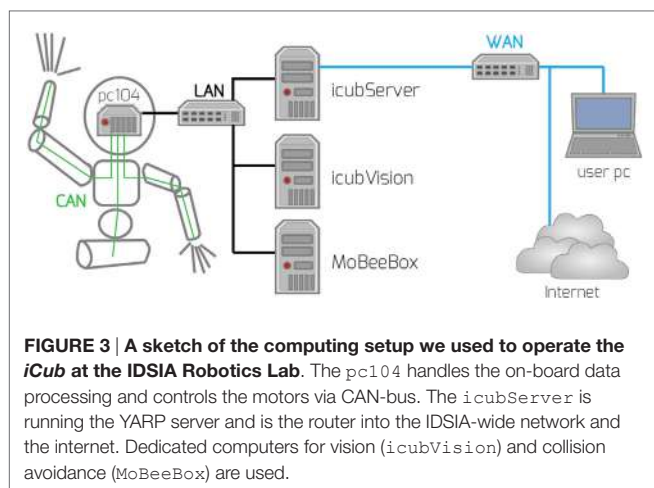 WAN
pc104
LAN
icubServer
user pc
icubVision
CAN
MoBeeBox
Internet
FIGURE 3 | A sketch of the computing setup we used to operate the
iCub at the IDSIA Robotics Lab. The pc104 handles the on-board data
processing and controls the motors via CAN-bus. The icubServer is
running the YARP server and is the router into the IDSIA-wide network and
the internet. Dedicated computers for vision (icubVision) and collision
avoidance (MoBeeBox) are used.